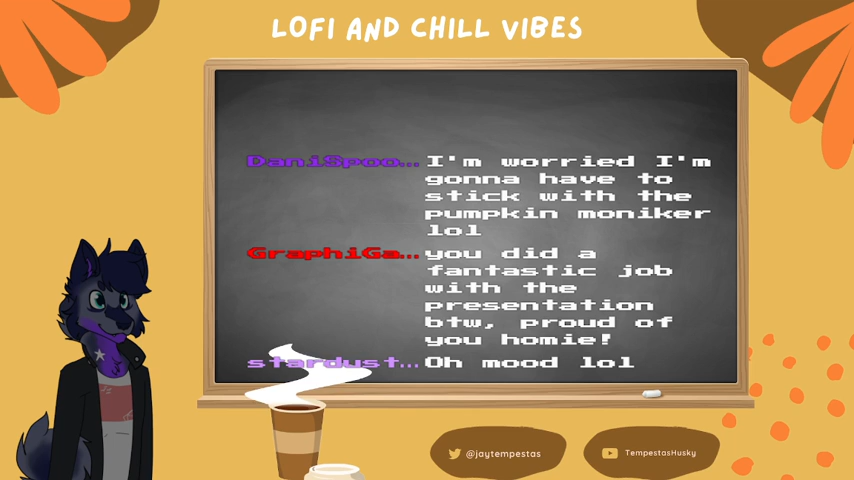 LOFI AND CHILL VIBES
DaniSpoo... I'm worried I'm
gonna have to
stick with the
pumpkin moniker
lol
GraphiGa... you did a
fantastic job
with the
presentation
btw, proud of
you homie!
stardust... Oh mood lol
@jaytempestas
TempestasHusky